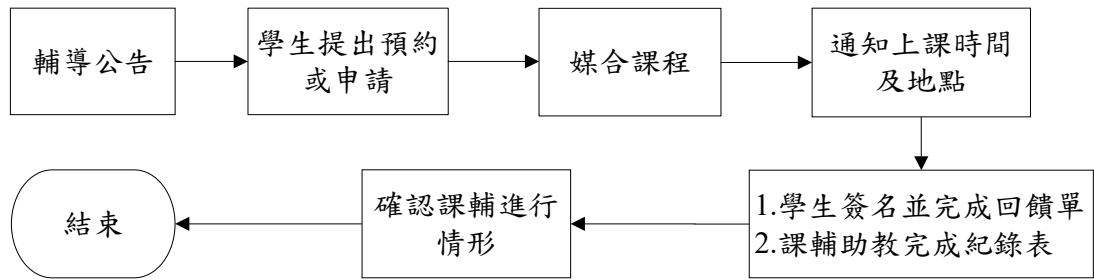 輔導公告
學生提出預約
或申請
媒合課程
通知上課時間
及地點
1.學生簽名並完成回饋單
2.課輔助教完成紀錄表
確認課輔進行
情形
結束